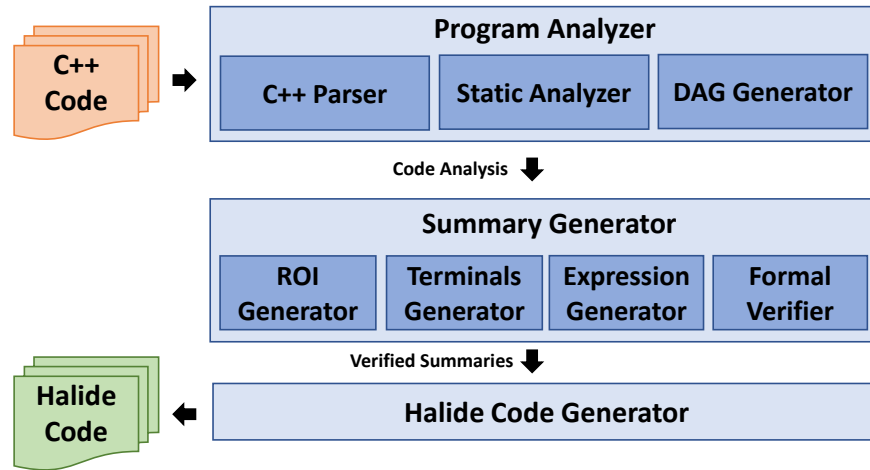 C++
Code
Program Analyzer
C++ Parser
Static Analyzer
DAG Generator
Code Analysis
Summary Generator
ROI
Generator
Terminals
Generator
Expression
Generator
Formal
Verifier
Verified Summaries
Halide
Code
Halide Code Generator